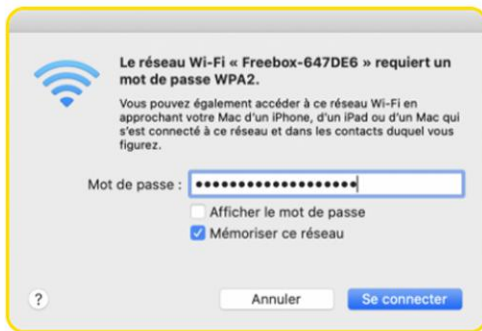 Le réseau Wi-Fi « Freebox-647DE6 » requiert un
mot de passe WPA2.
Vous pouvez également accéder à ce réseau Wi-Fi en
approchant votre Mac d'un iPhone, d'un iPad ou d'un Mac qui
s'est connecté à ce réseau et dans les contacts duquel vous
figurez.
Mot de passe : •••••••••••••••••••
Afficher le mot de passe
Mémoriser ce réseau
? Annuler Se connecter